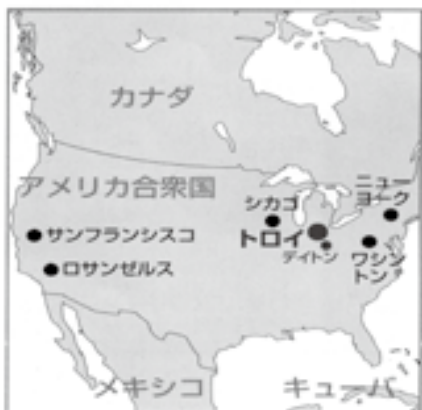 カナダ
アメリカ合衆国
ニュー
ヨーク
シカゴ
トロイ
デイトン
サンフランシスコ
ワシン
トン
ロサンゼルス
メキシコ
キューバ